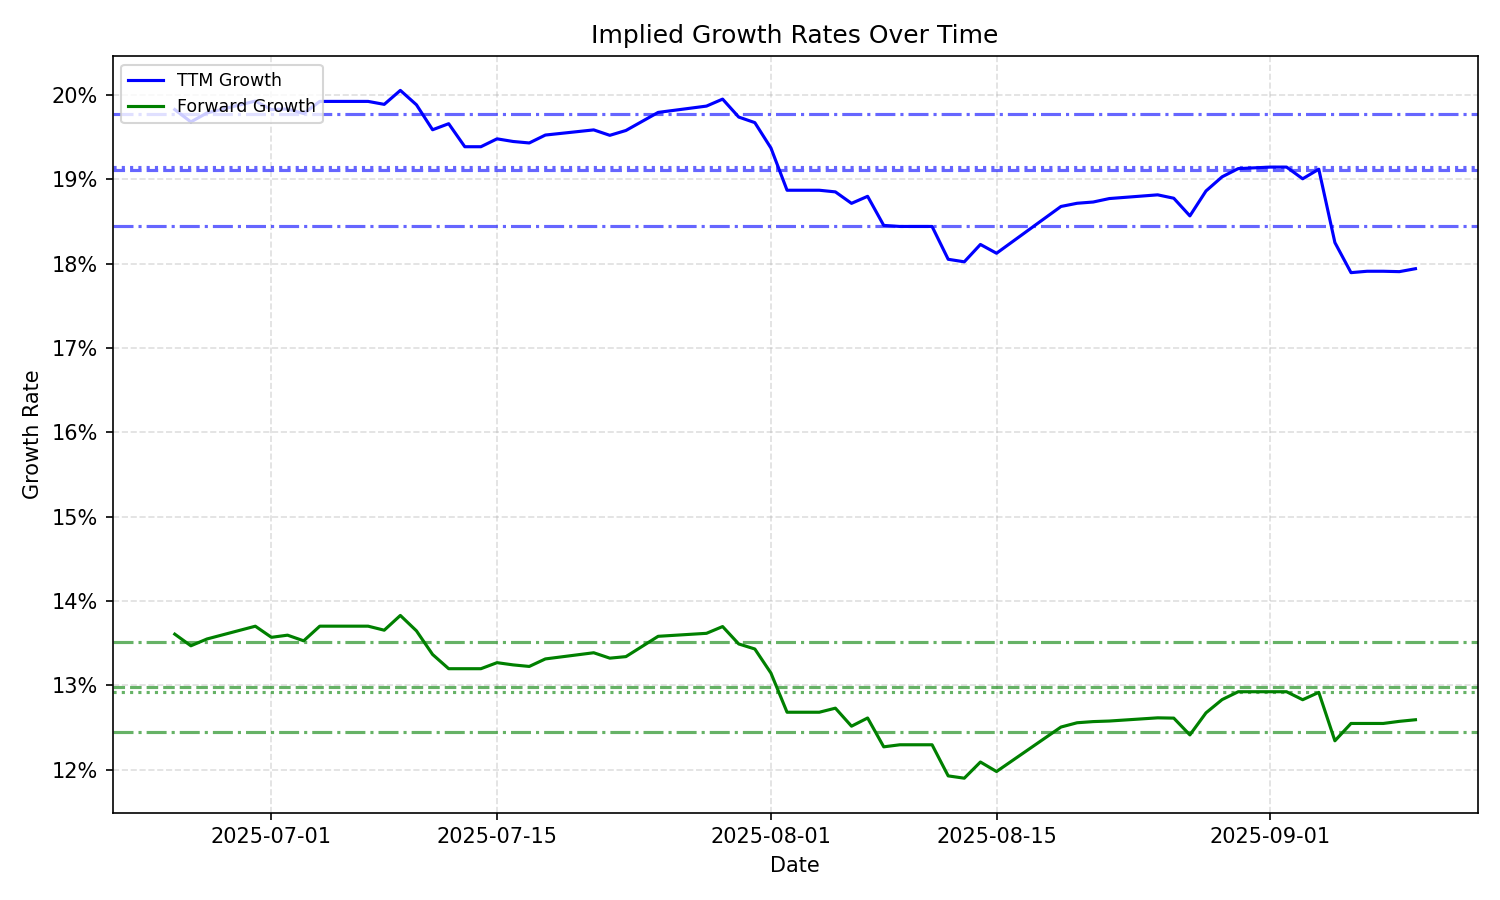 Implied Growth Rates Over Time
TTM Growth
Forward Growth
20%
19%
18%
17%
16%
15%
14%
13%
12%
Growth Rate
2025-07-01
2025-07-15
2025-08-01
2025-08-15
2025-09-01
Date